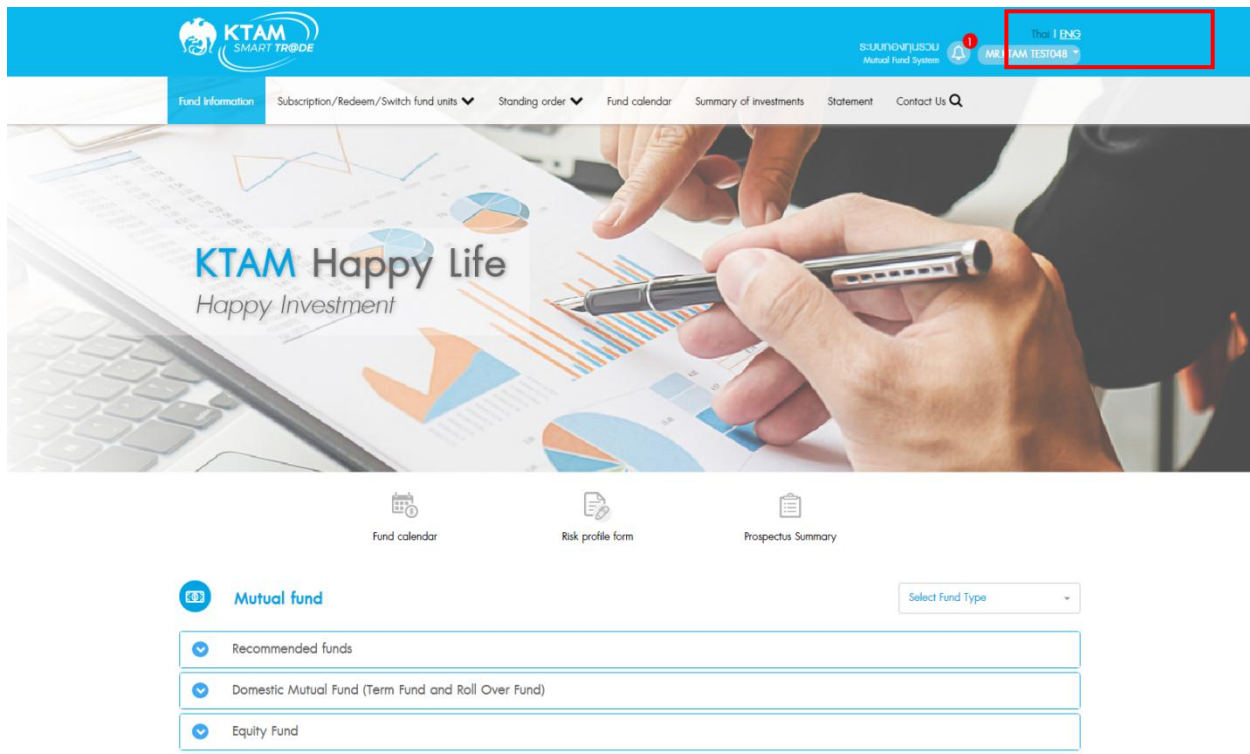 KTAM
SMART TR@DE
Thai | ENG
ระบบกองทุนรวม
Mutual Fund System
1
MR.KTAM TEST048
Fund Information
Subscription/Redeem/Switch fund units
Standing order
Fund calendar
Summary of investments
Statement
Contact Us
KTAM Happy Life
Happy Investment
Fund calendar
Risk profile form
Prospectus Summary
Mutual fund
Select Fund Type
Recommended funds
Domestic Mutual Fund (Term Fund and Roll Over Fund)
Equity Fund